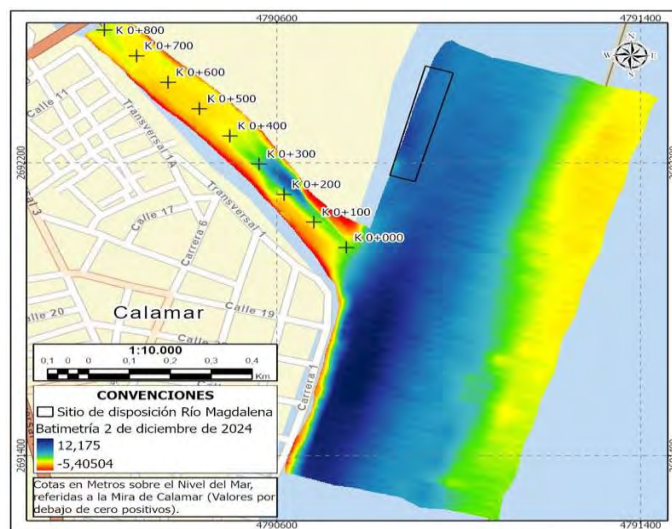 4790600
4791400
K 0+800
K 0+700
K 0+600
K 0+500
K 0+400
K 0+300
K 0+200
K 0+100
K 0+000
N
W
E
S
Calle 11
Transversal 1A
Calle 17
Carrera 6
Transversal 1
Calle 19
Calle 20
Carrera 1
Calamar
2692200
2691400
1:10.000
0,1 0 0 0,1 0,2 0,3 0,4
Km
CONVENCIONES
Sitio de disposición Río Magdalena
Batimetría 2 de diciembre de 2024
12,175
-5,40504
Cotas en Metros sobre el Nivel del Mar,
referidas a la Mira de Calamar (Valores por
debajo de cero positivos).
4790600
4791400
2691400